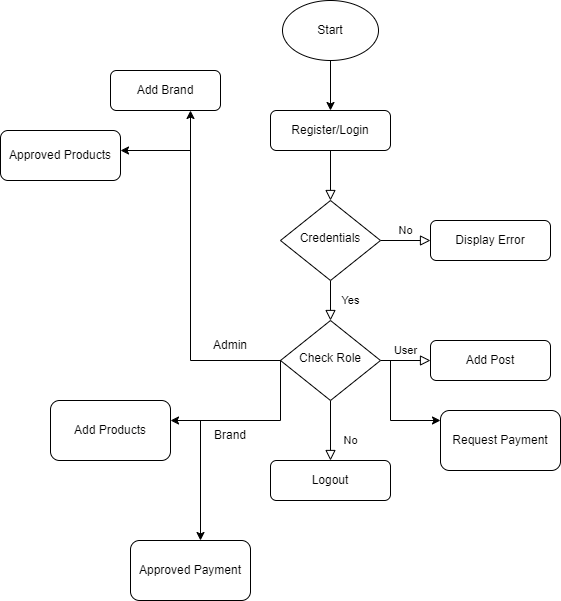 Start
Add Brand
Register/Login
Approved Products
Credentials
No
Display Error
Yes
Admin
Check Role
User
Add Post
Add Products
Brand
No
Request Payment
Logout
Approved Payment